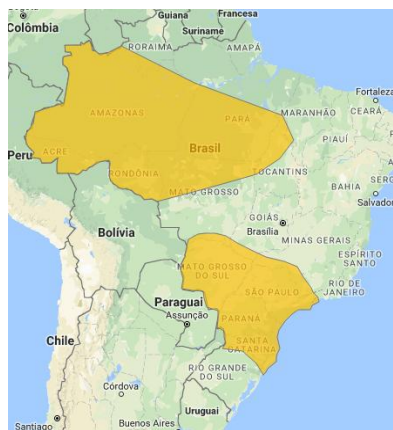 Guiana
Francesa
Colômbia
Suriname
RORAIMA
AMAPÁ
Fortaleza
AMAZONAS
PARÁ
MARANHÃO
CEARÁ
PIAUÍ
ACRE
Brasil
Peru
RONDÔNIA
TOCANTINS
MATO GROSSO
BAHIA
Salvador
GOIÁS
Brasília
Bolívia
MINAS GERAIS
ESPÍRITO
SANTO
MATO GROSSO
DO SUL
SÃO PAULO
RIO DE
JANEIRO
Paraguai
Assunção
PARANÁ
Chile
SANTA
CATARINA
RIO GRANDE
DO SUL
Córdova
Uruguai
Santiago
Buenos Aires